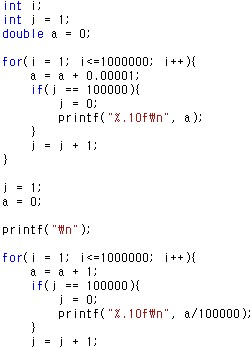 int i;
int j = 1;
double a = 0;
for(i = 1; i<=1000000; i++){
a = a + 0.00001;
if(j == 100000){
j = 0;
printf("%.10f₩n", a);
}
j = j + 1;
}
j = 1;
a = 0;
printf("₩n");
for(i = 1; i<=1000000; i++){
a = a + 1;
if(j == 100000){
j = 0;
printf("%.10f₩n", a/100000);
}
j = j + 1;